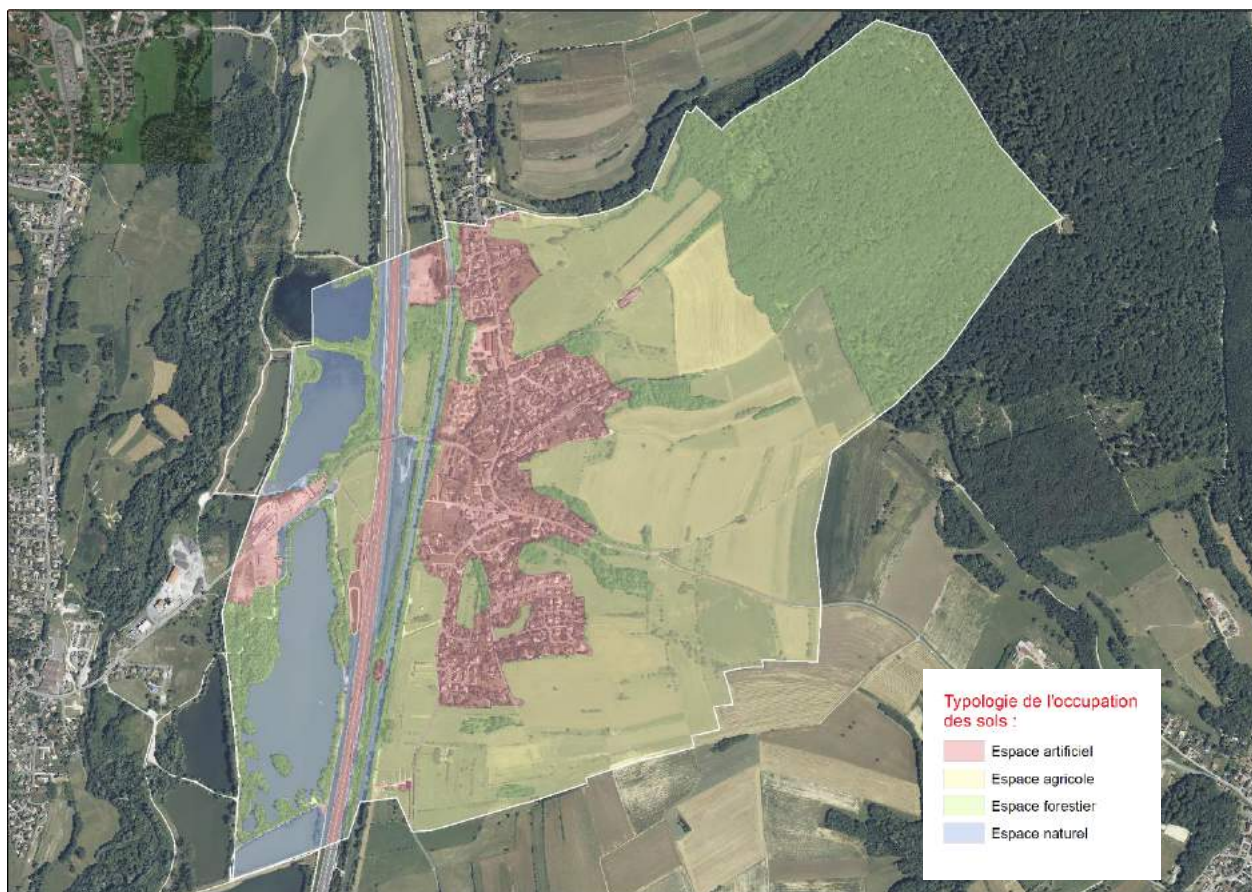 Typologie de l'occupation
des sols :
Espace artificiel
Espace agricole
Espace forestier
Espace naturel